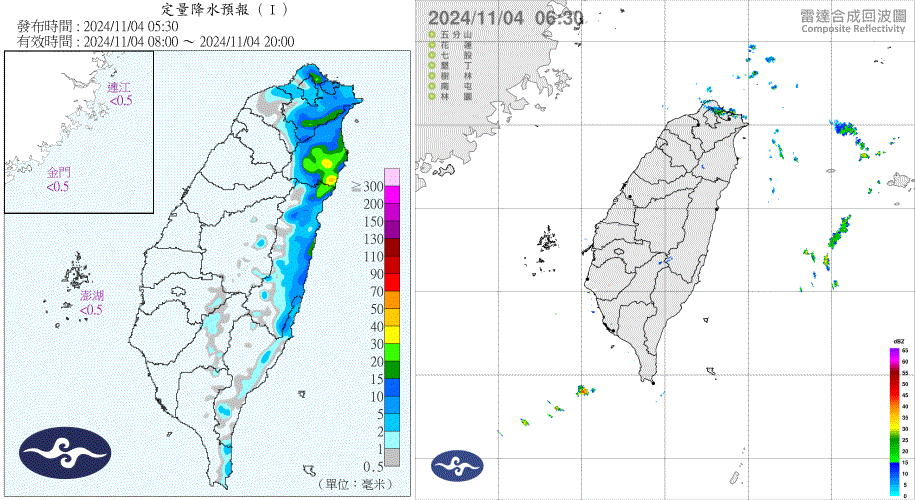 定量降水預報 ( I )
發布時間 : 2024/11/04 05:30
有效時間 : 2024/11/04 08:00 ～ 2024/11/04 20:00
連江
<0.5
金門
<0.5
澎湖
<0.5
≧
300
200
150
130
110
90
70
50
40
30
20
15
10
5
2
1
0.5
(單位：毫米)
2024/11/04 06:30
雷達合成回波圖
Composite Reflectivity
五分山
花蓮
七股
墾丁
樹林
南屯
林園
dBZ
65
60
55
50
45
40
35
30
25
20
15
10
5
0